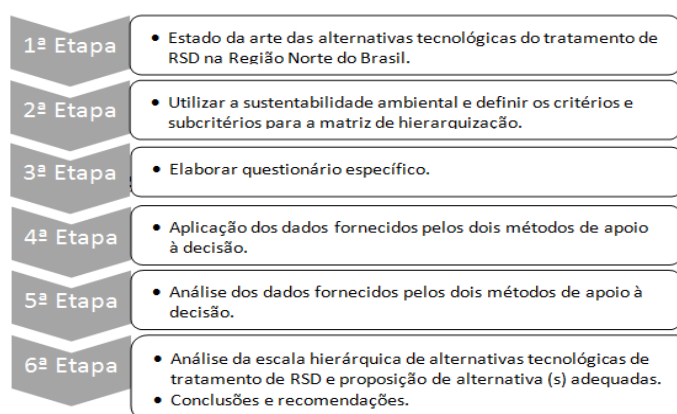 1ª Etapa
• Estado da arte das alternativas tecnológicas do tratamento de
RSD na Região Norte do Brasil.
2ª Etapa
• Utilizar a sustentabilidade ambiental e definir os critérios e
subcritérios para a matriz de hierarquização.
3ª Etapa
• Elaborar questionário específico.
4ª Etapa
• Aplicação dos dados fornecidos pelos dois métodos de apoio
à decisão.
5ª Etapa
• Análise dos dados fornecidos pelos dois métodos de apoio à
decisão.
6ª Etapa
• Análise da escala hierárquica de alternativas tecnológicas de
tratamento de RSD e proposição de alternativa (s) adequadas.
• Conclusões e recomendações.